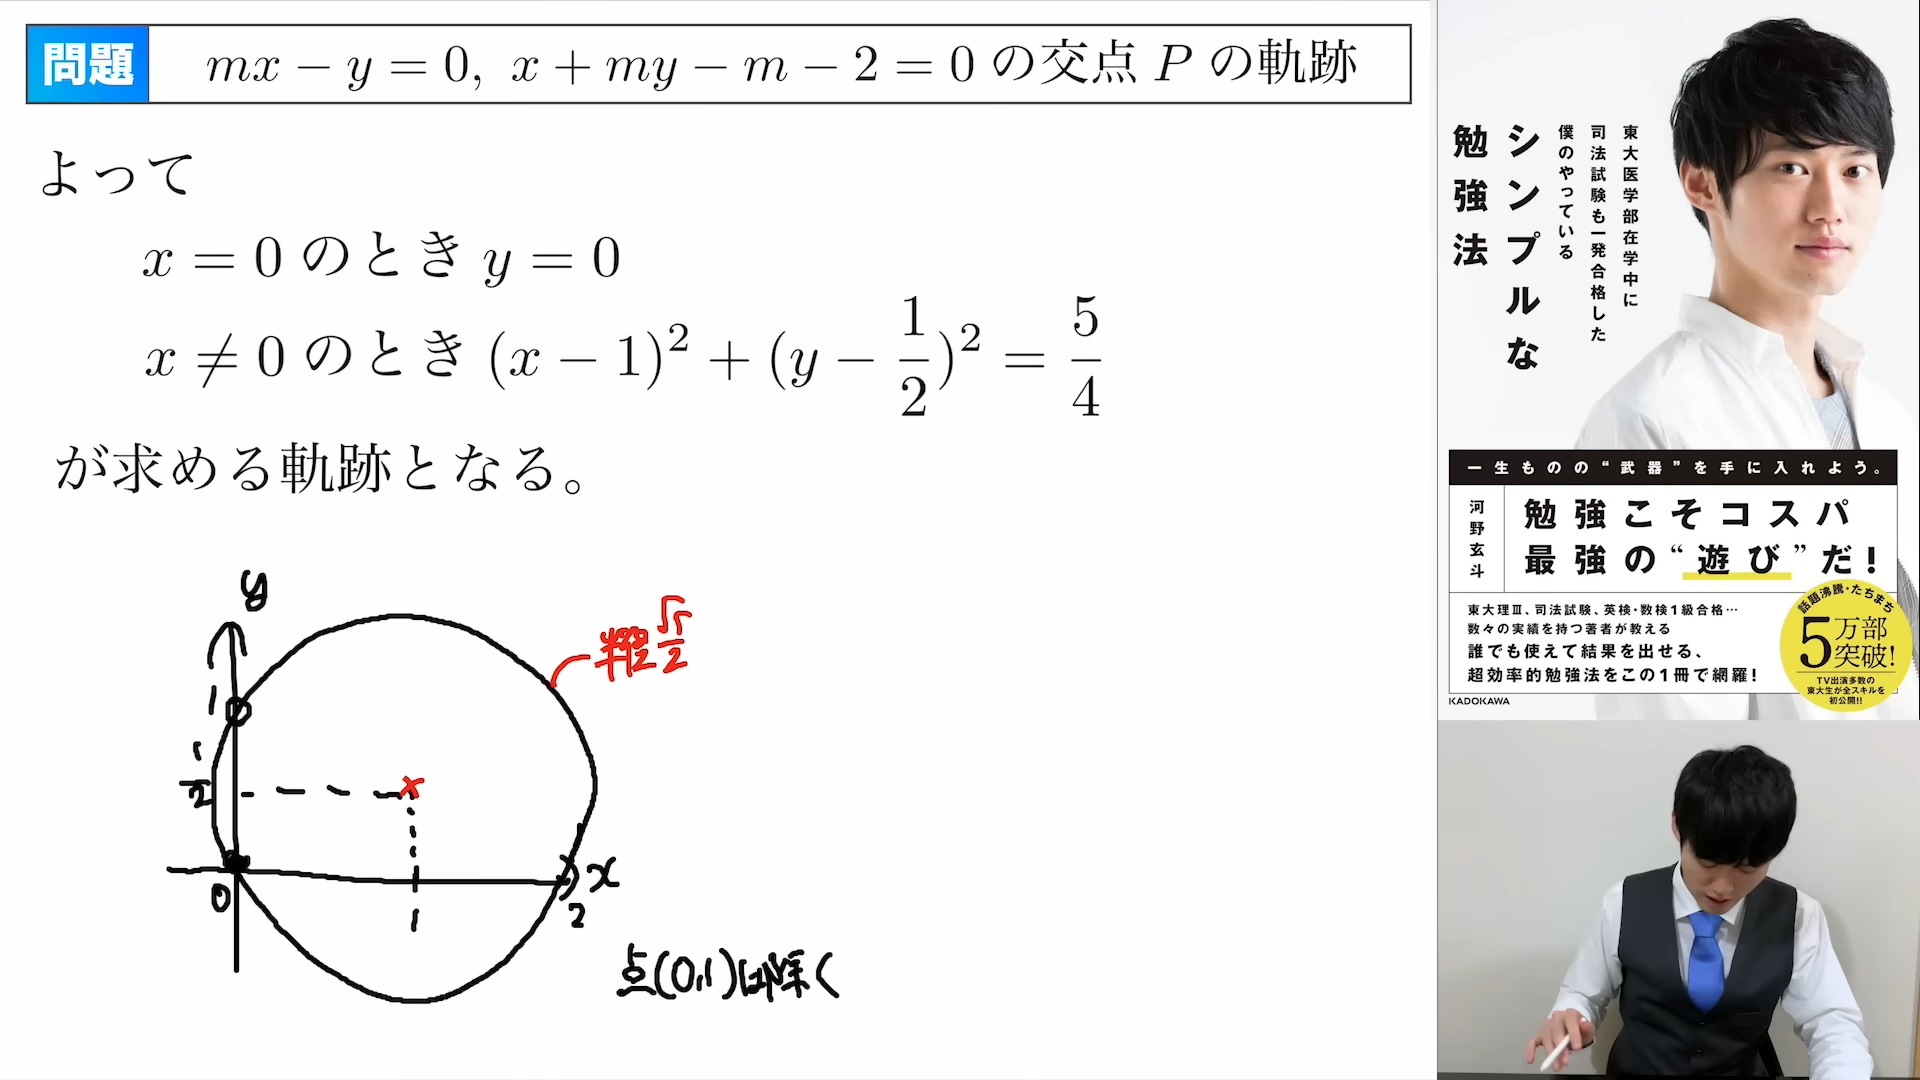 問題
mx − y = 0, x + my − m − 2 = 0 の交点 P の軌跡
よって
x = 0 のとき y = 0
x ≠ 0 のとき (x − 1)² + (y − 1/2)² = 5/4
が求める軌跡となる。
y
半径 √5/2
1
1/2
0
1
2
x
点(0,1)は除く
東大医学部在学中に
司法試験も一発合格した
僕のやっている
シンプルな
勉強法
一生ものの“武器”を手に入れよう。
河野玄斗
勉強こそコスパ
最強の“遊び”だ!
東大理Ⅲ、司法試験、英検・数検1級合格…
数々の実績を持つ著者が教える
誰でも使えて結果を出せる、
超効率的勉強法をこの1冊で網羅!
話題沸騰・たちまち
5万部
突破!
TV出演多数の
東大生が全スキルを
初公開!!
KADOKAWA